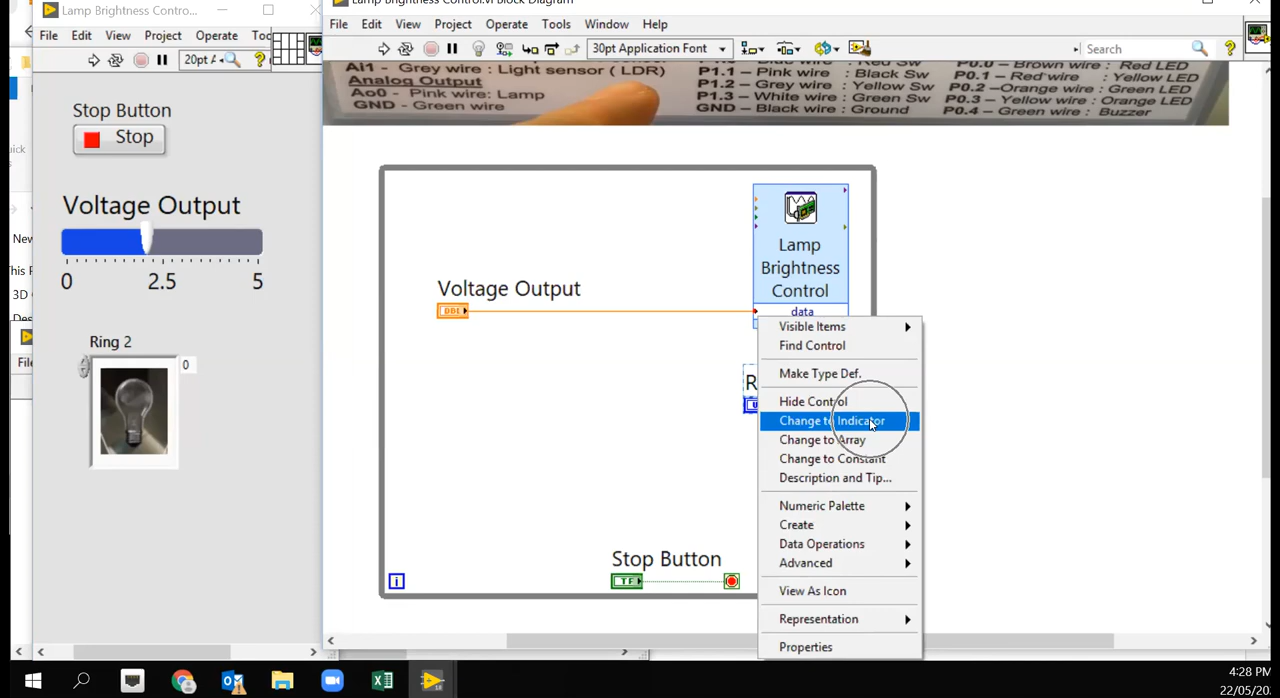 Lamp Brightness Contro...
File Edit View Project Operate
20pt
Stop Button
Stop
Voltage Output
0 2.5 5
Ring 2
0
Lamp Brightness Control.vi Block Diagram
File Edit View Project Operate Tools Window Help
30pt Application Font
Search
AI1 - Grey wire : Light sensor ( LDR)
Analog Output
Ao0 - Pink wire: Lamp
GND - Green wire
P1.1 – Pink wire : Black Sw
P1.2 – Grey wire : Yellow Sw
P1.3 – White wire : Green Sw
GND – Black wire : Ground
P0.0 – Brown wire : Red LED
P0.1 – Red wire : Yellow LED
P0.2 –Orange wire : Green LED
P0.3 – Yellow wire : Orange LED
P0.4 – Green wire : Buzzer
Lamp
Brightness
Control
data
Voltage Output
DBL
Stop Button
TF
i
Visible Items
Find Control
Make Type Def.
Hide Control
Change to Indicator
Change to Array
Change to Constant
Description and Tip...
Numeric Palette
Create
Data Operations
Advanced
View As Icon
Representation
Properties
4:28 PM
22/05/20